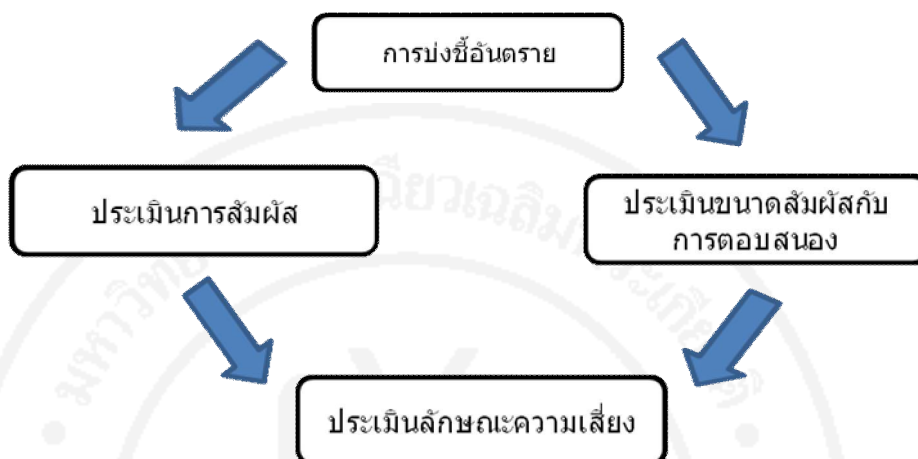 การบ่งชี้อันตราย
ประเมินการสัมผัส
ประเมินขนาดสัมผัสกับ
การตอบสนอง
ประเมินลักษณะความเสี่ยง